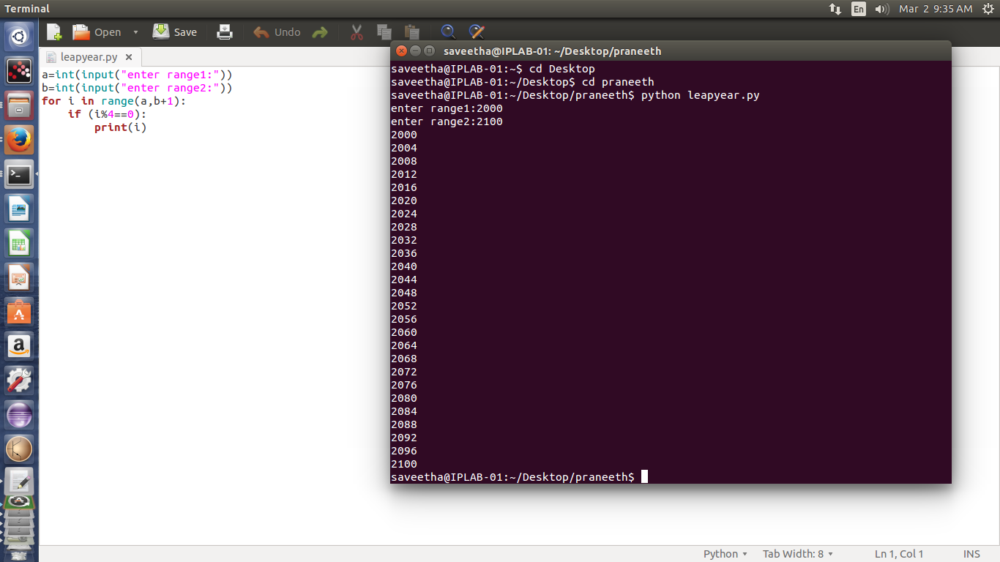 Terminal
En
Mar 2 9:35 AM
Open
Save
Undo
leapyear.py
a=int(input("enter range1:"))
b=int(input("enter range2:"))
for i in range(a,b+1):
    if (i%4==0):
        print(i)
saveetha@IPLAB-01: ~/Desktop/praneeth
saveetha@IPLAB-01:~$ cd Desktop
saveetha@IPLAB-01:~/Desktop$ cd praneeth
saveetha@IPLAB-01:~/Desktop/praneeth$ python leapyear.py
enter range1:2000
enter range2:2100
2000
2004
2008
2012
2016
2020
2024
2028
2032
2036
2040
2044
2048
2052
2056
2060
2064
2068
2072
2076
2080
2084
2088
2092
2096
2100
saveetha@IPLAB-01:~/Desktop/praneeth$
Python
Tab Width: 8
Ln 1, Col 1
INS